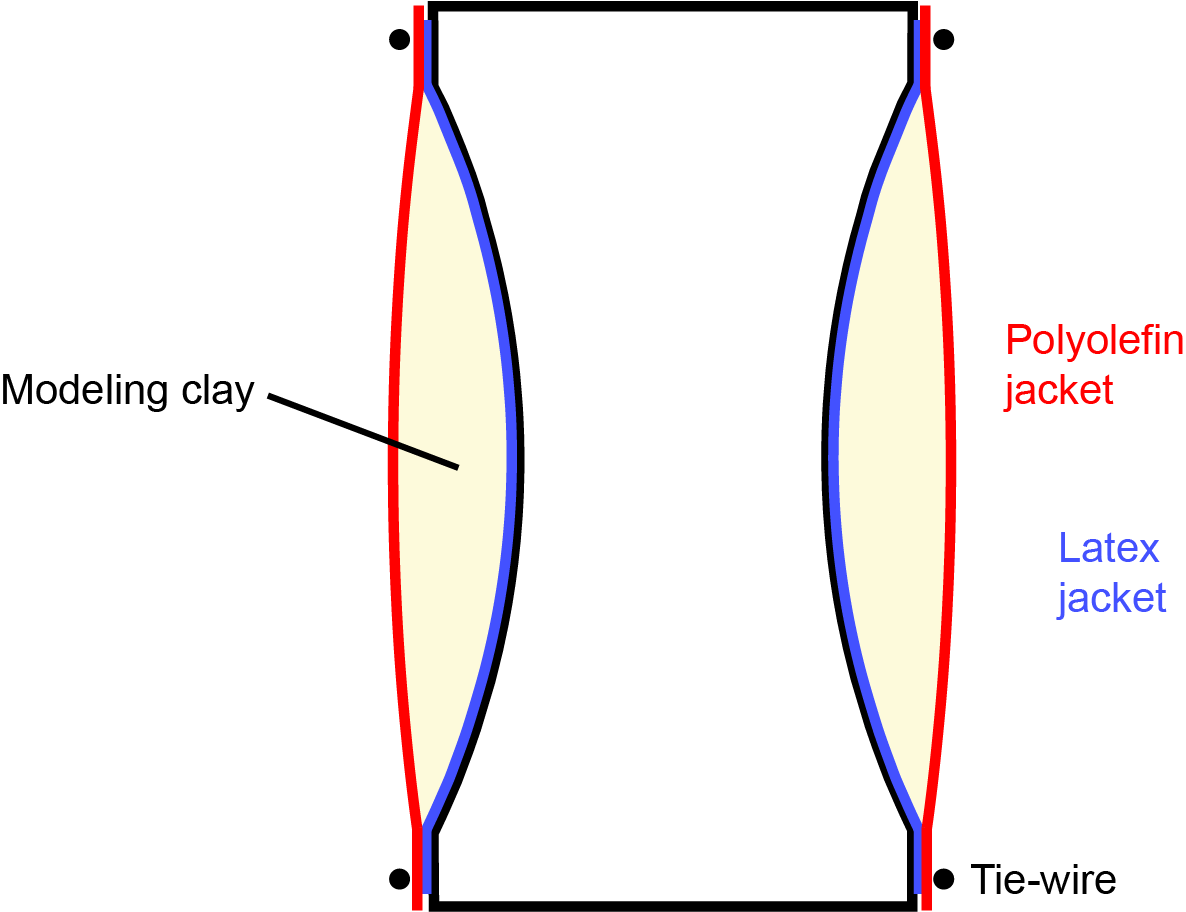 Polyolefin
jacket
Modeling clay
Latex
jacket
Tie-wire